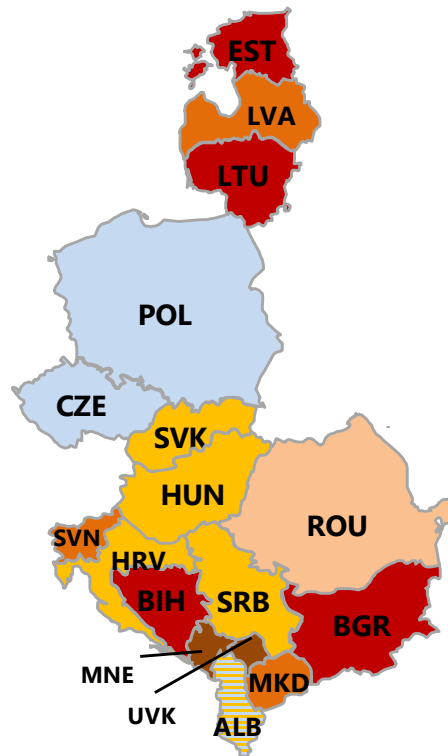 EST
LVA
LTU
POL
CZE
SVK
HUN
ROU
SVN
HRV
BIH
SRB
BGR
MNE
MKD
UVK
ALB